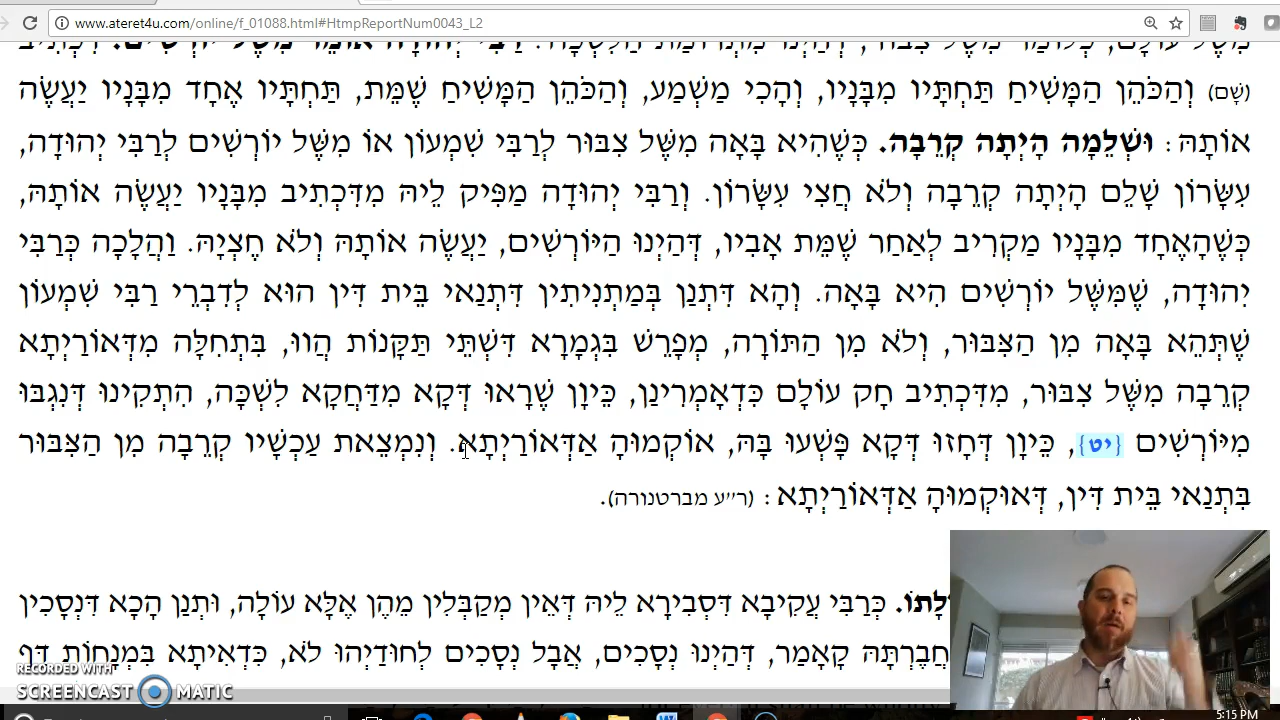 www.ateret4u.com/online/f_01088.html#HtmpReportNum0043_L2
(שָׁם) וְהַכֹּהֵן הַמָּשִׁיחַ תַּחְתָּיו מִבָּנָיו, וְהָכִי מַשְׁמַע, וְהַכֹּהֵן הַמָּשִׁיחַ שֶׁמֵּת, תַּחְתָּיו אֶחָד מִבָּנָיו יַעֲשֶׂה
אוֹתָהּ: וּשְׁלֵמָה הָיְתָה קְרֵבָה. כְּשֶׁהִיא בָּאָה מִשֶּׁל צִבּוּר לְרַבִּי שִׁמְעוֹן אוֹ מִשֶּׁל יוֹרְשִׁים לְרַבִּי יְהוּדָה,
עִשָּׂרוֹן שָׁלֵם הָיְתָה קְרֵבָה וְלֹא חֲצִי עִשָּׂרוֹן. וְרַבִּי יְהוּדָה מַפִּיק לֵיהּ מִדִּכְתִיב מִבָּנָיו יַעֲשֶׂה אוֹתָהּ,
כְּשֶׁהָאֶחָד מִבָּנָיו מַקְרִיב לְאַחַר שֶׁמֵּת אָבִיו, דְּהַיְנוּ הַיּוֹרְשִׁים, יַעֲשֶׂה אוֹתָהּ וְלֹא חֶצְיָהּ. וַהֲלָכָה כְּרַבִּי
יְהוּדָה, שֶׁמִּשֶּׁל יוֹרְשִׁים הִיא בָּאָה. וְהָא דִּתְנַן בְּמַתְנִיתִין דִּתְנַאי בֵּית דִּין הוּא לְדִבְרֵי רַבִּי שִׁמְעוֹן
שֶׁתְּהֵא בָּאָה מִן הַצִּבּוּר, וְלֹא מִן הַתּוֹרָה, מְפָרֵשׁ בִּגְמָרָא דִּשְׁתֵּי תַּקָּנוֹת הֲווּ, בִּתְחִלָּה מִדְּאוֹרַיְתָא
קְרֵבָה מִשֶּׁל צִבּוּר, מִדִּכְתִיב חָק עוֹלָם כִּדְאָמְרִינַן, כֵּיוָן שֶׁרָאוּ דְּקָא מִדַּחֲקָא לִשְׁכָּה, הִתְקִינוּ דְּנִגְבּוּ
מִיּוֹרְשִׁים {יט}, כֵּיוָן דְּחָזוּ דְּקָא פָּשְׁעוּ בָּהּ, אוֹקְמוּהָ אַדְּאוֹרַיְתָא. וְנִמְצֵאת עַכְשָׁיו קְרֵבָה מִן הַצִּבּוּר
בִּתְנַאי בֵּית דִּין, דְּאוּקְמוּהָ אַדְּאוֹרַיְתָא: (ר״ע מברטנורה).
כְּרַבִּי עֲקִיבָא דִּסְבִירָא לֵיהּ דְּאֵין מְקַבְּלִין מֵהֶן אֶלָּא עוֹלָה, וּתְנַן הָכָא דִּנְסָכִין
חֲבֶרְתָּהּ קָאָמַר, דְּהַיְנוּ נְסָכִים, אֲבָל נְסָכִים לְחוּדַיְהוּ לֹא, כִּדְאִיתָא בִּמְנָחוֹת דַּף
RECORDED WITH
SCREENCAST MATIC
5:15 PM